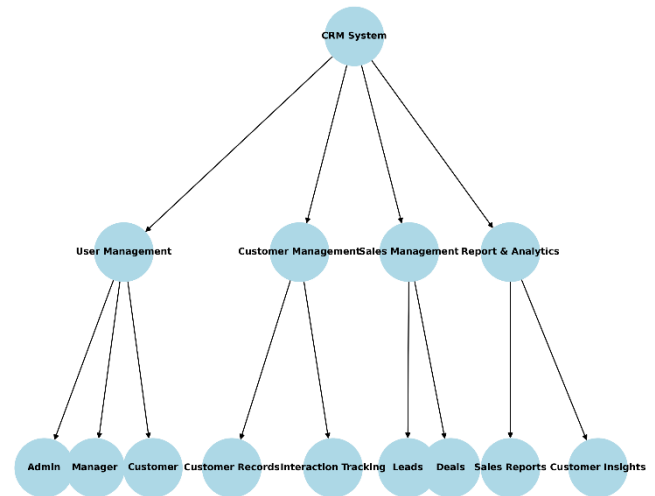 CRM System
User Management
Customer Management
Sales Management
Report & Analytics
Admin
Manager
Customer
Customer Records
Interaction Tracking
Leads
Deals
Sales Reports
Customer Insights